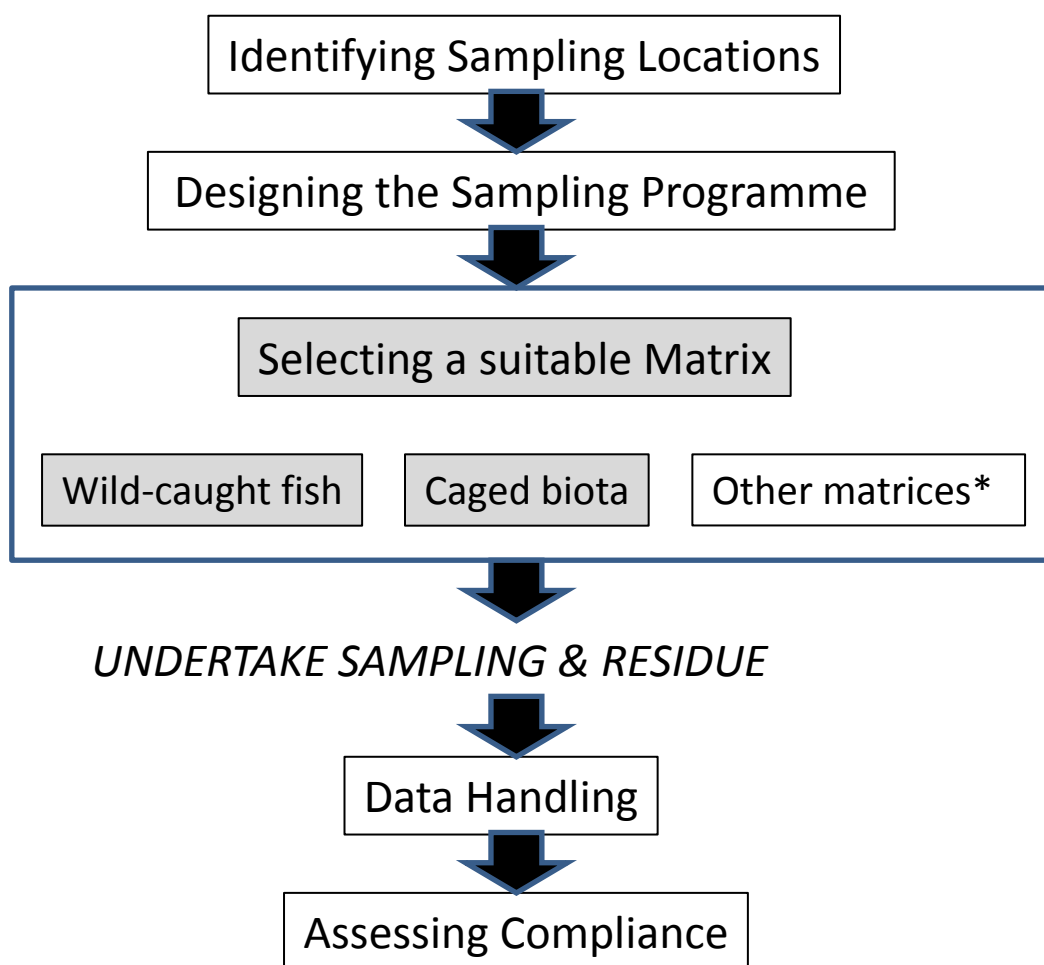 Identifying Sampling Locations
Designing the Sampling Programme
Selecting a suitable Matrix
Wild-caught fish
Caged biota
Other matrices*
UNDERTAKE SAMPLING & RESIDUE
Data Handling
Assessing Compliance